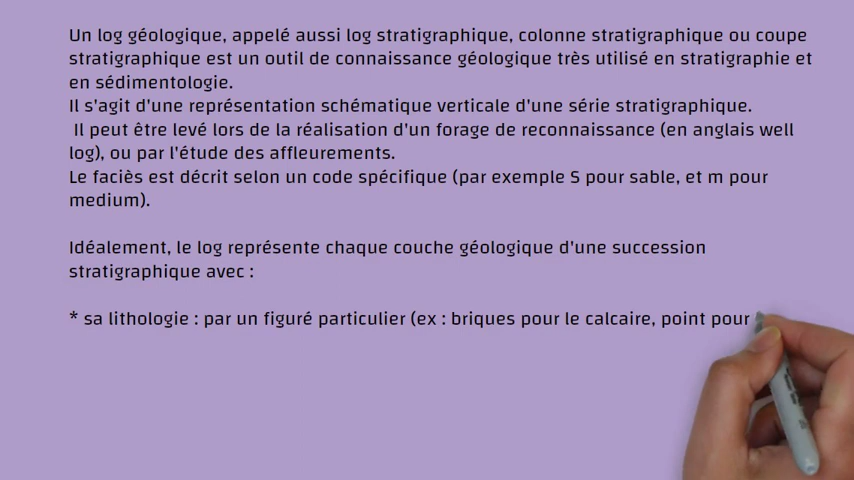 Un log géologique, appelé aussi log stratigraphique, colonne stratigraphique ou coupe
stratigraphique est un outil de connaissance géologique très utilisé en stratigraphie et
en sédimentologie.
Il s'agit d'une représentation schématique verticale d'une série stratigraphique.
Il peut être levé lors de la réalisation d'un forage de reconnaissance (en anglais well
log), ou par l'étude des affleurements.
Le faciès est décrit selon un code spécifique (par exemple S pour sable, et m pour
medium).
Idéalement, le log représente chaque couche géologique d'une succession
stratigraphique avec :
* sa lithologie : par un figuré particulier (ex : briques pour le calcaire, point pour